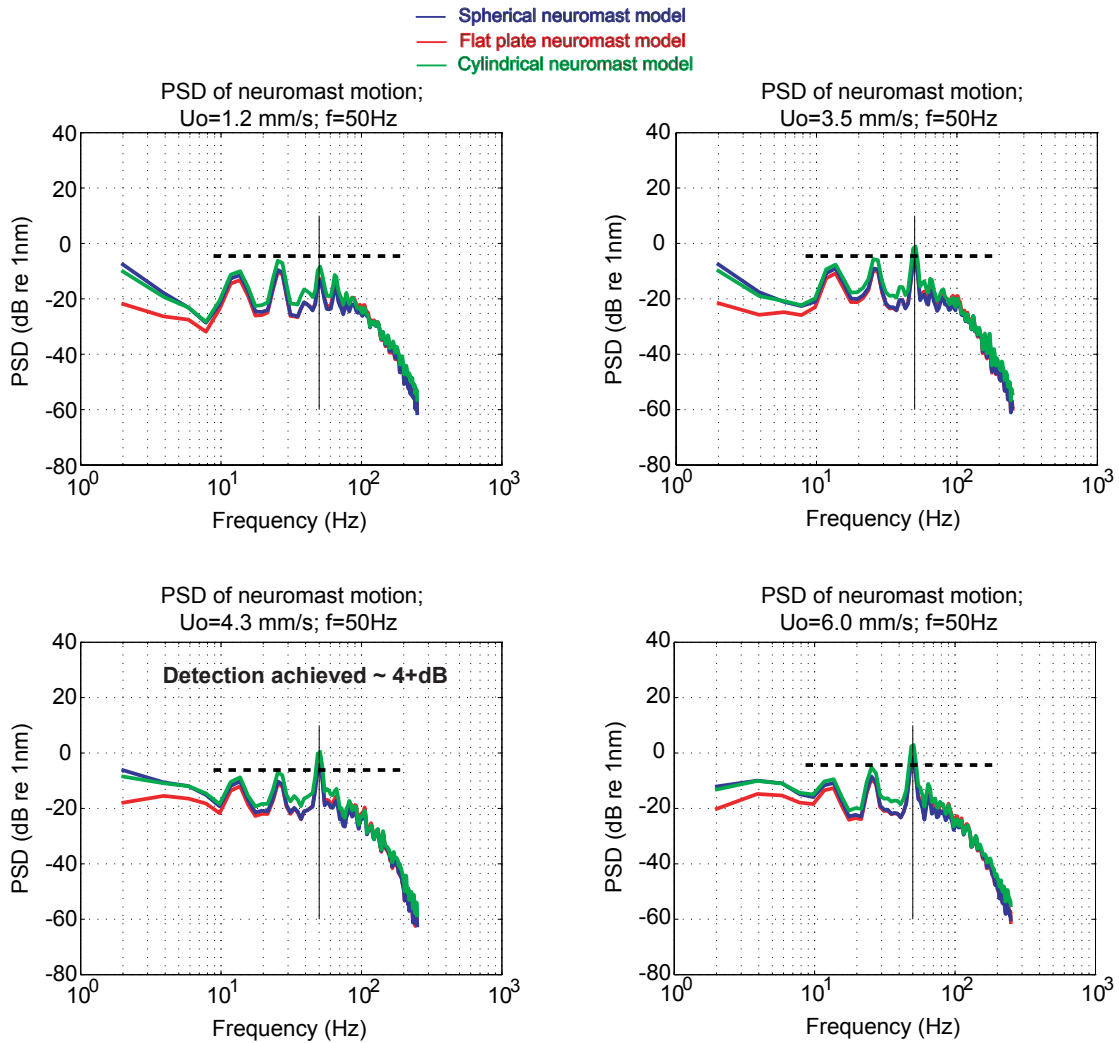 Spherical neuromast model
Flat plate neuromast model
Cylindrical neuromast model
PSD of neuromast motion;
Uo=1.2 mm/s; f=50Hz
40
20
0
-20
-40
-60
-80
PSD (dB re 1nm)
10^0
10^1
10^2
10^3
Frequency (Hz)
PSD of neuromast motion;
Uo=3.5 mm/s; f=50Hz
40
20
0
-20
-40
-60
-80
PSD (dB re 1nm)
10^0
10^1
10^2
10^3
Frequency (Hz)
PSD of neuromast motion;
Uo=4.3 mm/s; f=50Hz
Detection achieved ~ 4+dB
40
20
0
-20
-40
-60
-80
PSD (dB re 1nm)
10^0
10^1
10^2
10^3
Frequency (Hz)
PSD of neuromast motion;
Uo=6.0 mm/s; f=50Hz
40
20
0
-20
-40
-60
-80
PSD (dB re 1nm)
10^0
10^1
10^2
10^3
Frequency (Hz)